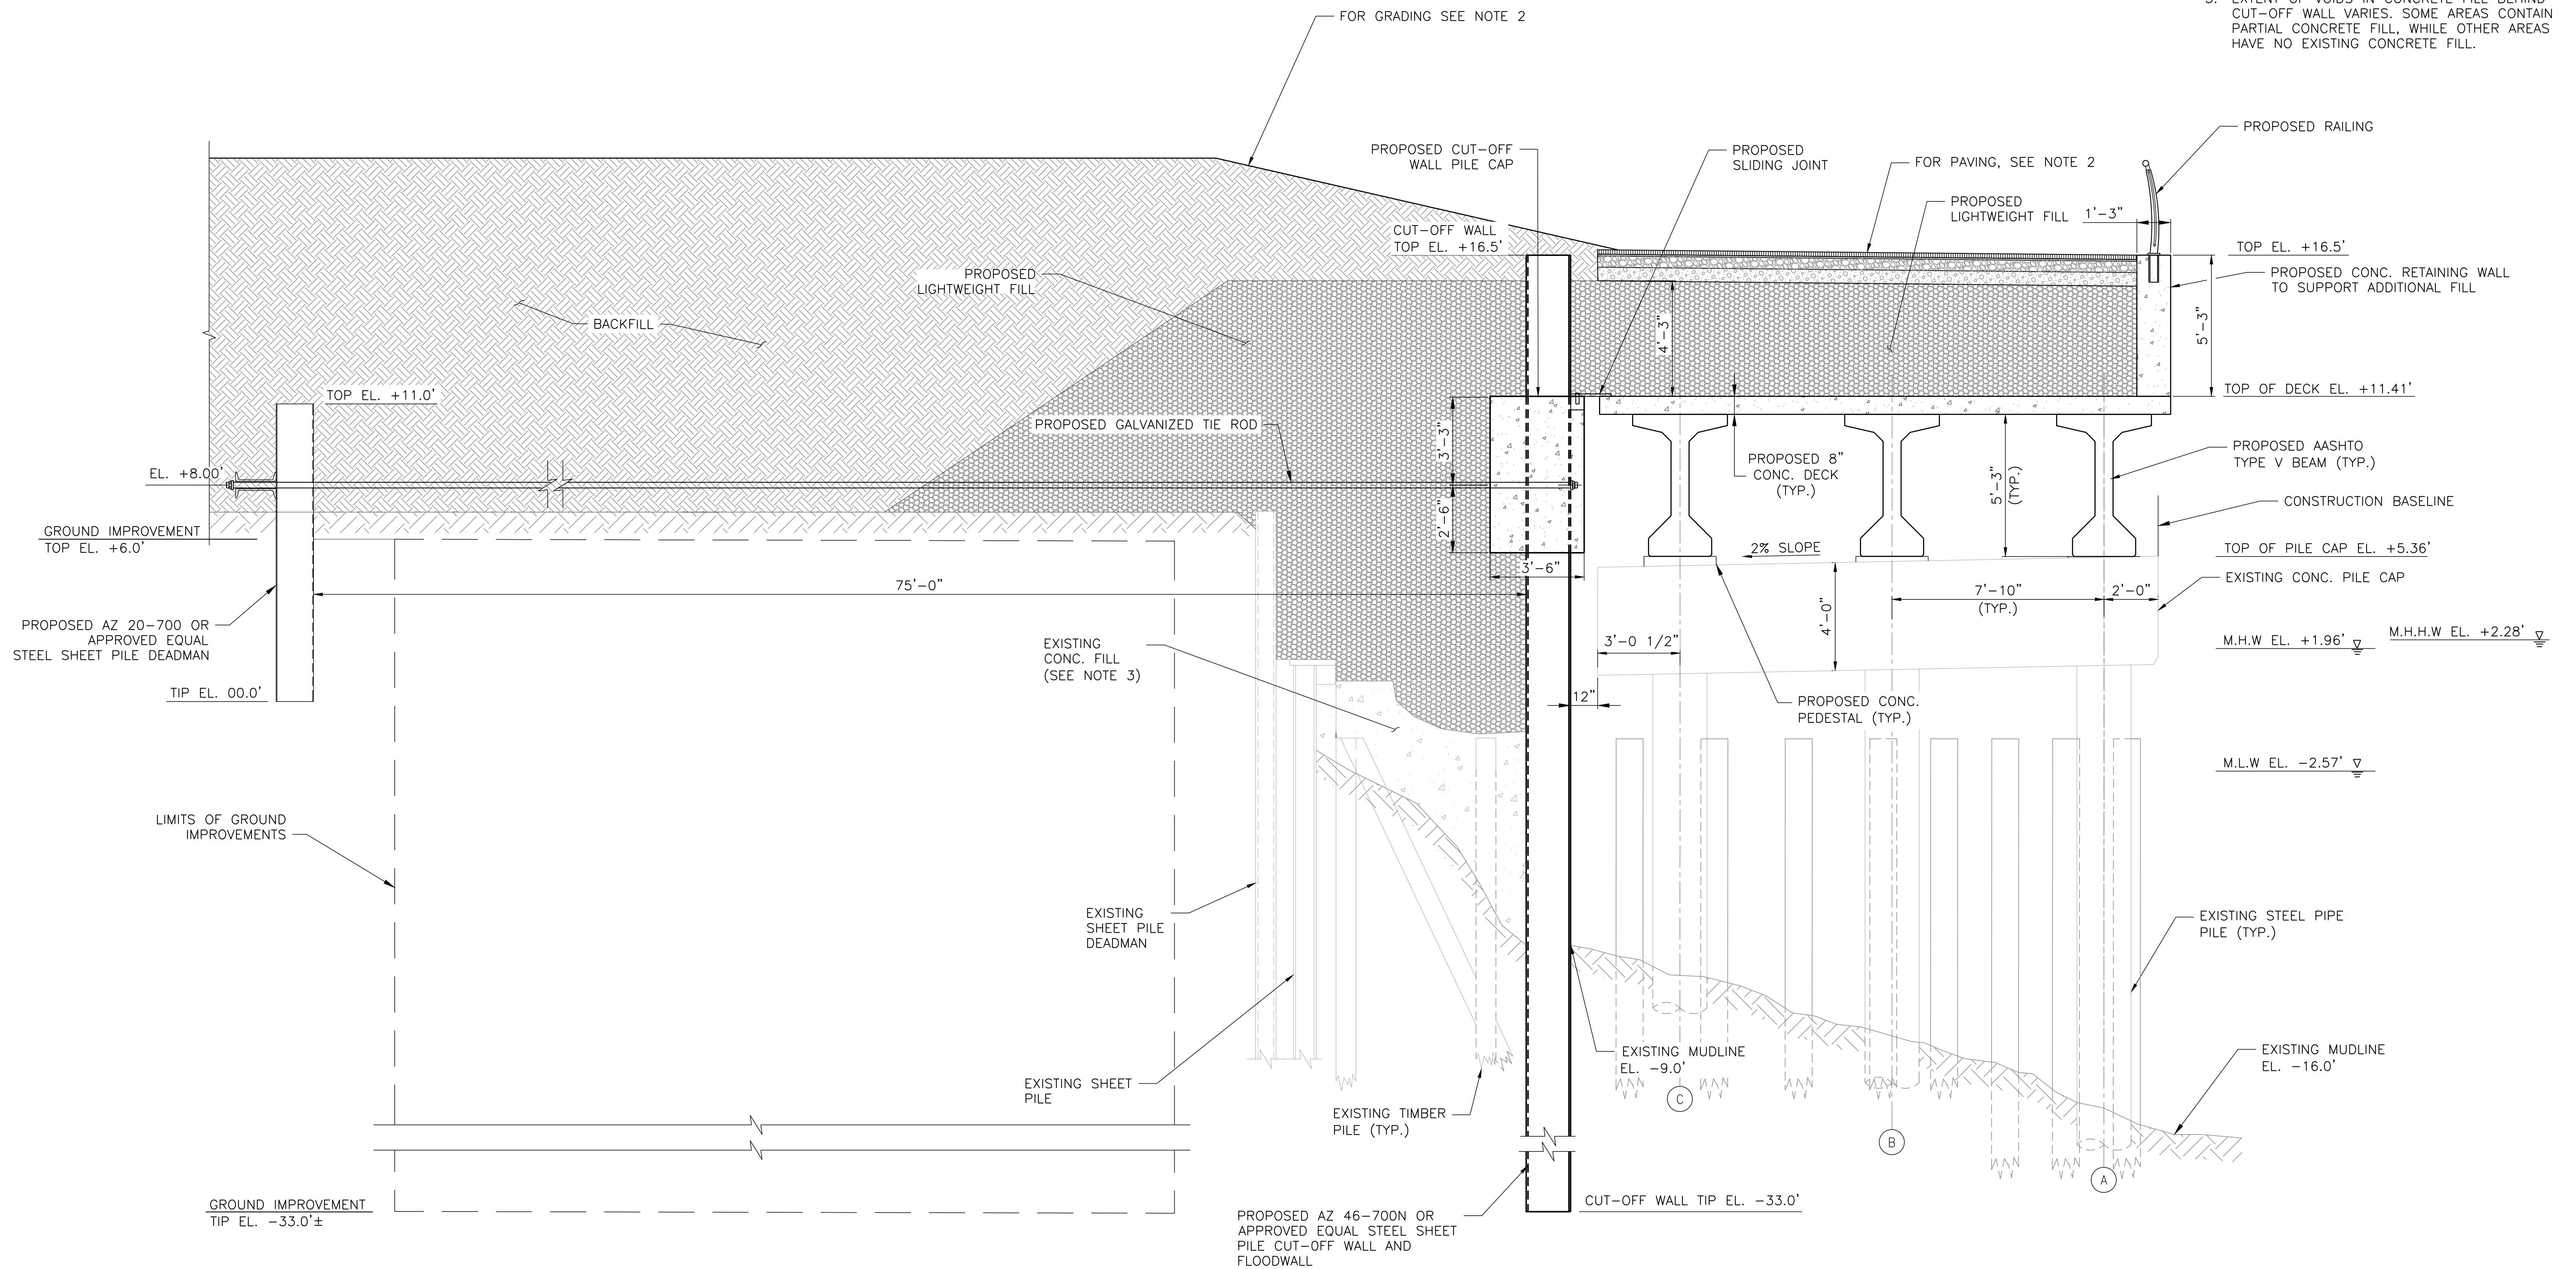 3. EXTENT OF VOIDS IN CONCRETE FILL BEHIND
CUT-OFF WALL VARIES. SOME AREAS CONTAIN
PARTIAL CONCRETE FILL, WHILE OTHER AREAS
HAVE NO EXISTING CONCRETE FILL.
FOR GRADING SEE NOTE 2
PROPOSED RAILING
PROPOSED CUT-OFF
WALL PILE CAP
PROPOSED
SLIDING JOINT
FOR PAVING, SEE NOTE 2
PROPOSED
LIGHTWEIGHT FILL
1'-3"
CUT-OFF WALL
TOP EL. +16.5'
TOP EL. +16.5'
PROPOSED
LIGHTWEIGHT FILL
PROPOSED CONC. RETAINING WALL
TO SUPPORT ADDITIONAL FILL
BACKFILL
4'-3"
5'-3"
TOP EL. +11.0'
TOP OF DECK EL. +11.41'
PROPOSED GALVANIZED TIE ROD
3'-3"
PROPOSED 8"
CONC. DECK
(TYP.)
5'-3"
(TYP.)
PROPOSED AASHTO
TYPE V BEAM (TYP.)
EL. +8.00'
2'-6"
CONSTRUCTION BASELINE
GROUND IMPROVEMENT
TOP EL. +6.0'
2% SLOPE
TOP OF PILE CAP EL. +5.36'
3'-6"
EXISTING CONC. PILE CAP
75'-0"
7'-10"
(TYP.)
2'-0"
4'-0"
PROPOSED AZ 20-700 OR
APPROVED EQUAL
STEEL SHEET PILE DEADMAN
EXISTING
CONC. FILL
(SEE NOTE 3)
3'-0 1/2"
M.H.W EL. +1.96'
M.H.H.W EL. +2.28'
TIP EL. 00.0'
12"
PROPOSED CONC.
PEDESTAL (TYP.)
M.L.W EL. -2.57'
LIMITS OF GROUND
IMPROVEMENTS
EXISTING
SHEET PILE
DEADMAN
EXISTING STEEL PIPE
PILE (TYP.)
EXISTING MUDLINE
EL. -9.0'
EXISTING MUDLINE
EL. -16.0'
EXISTING SHEET
PILE
C
EXISTING TIMBER
PILE (TYP.)
B
A
GROUND IMPROVEMENT
TIP EL. -33.0'±
CUT-OFF WALL TIP EL. -33.0'
PROPOSED AZ 46-700N OR
APPROVED EQUAL STEEL SHEET
PILE CUT-OFF WALL AND
FLOODWALL